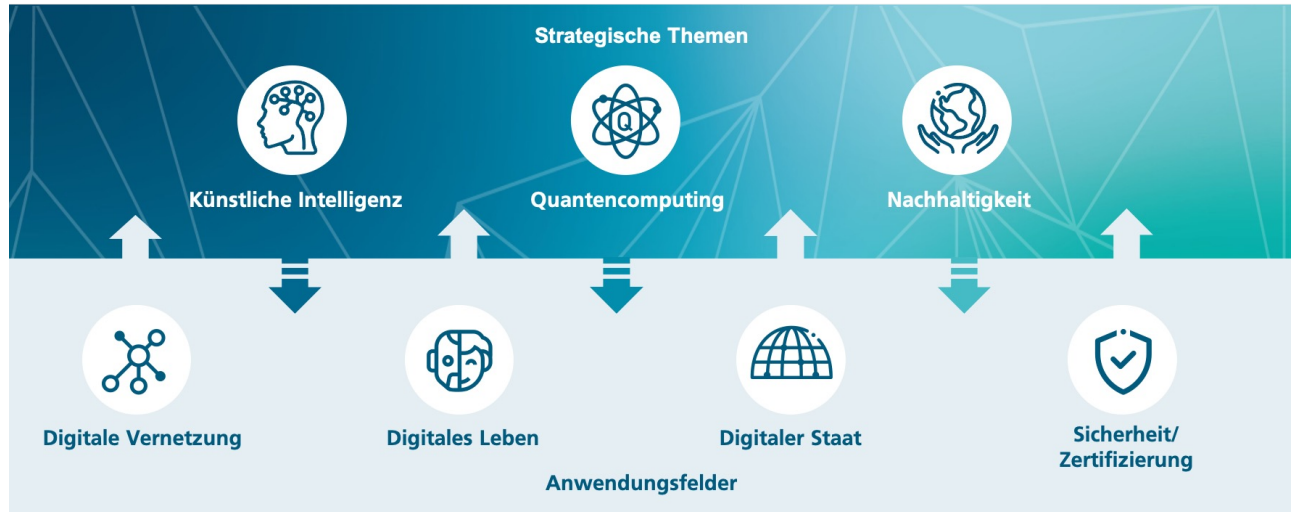 Strategische Themen
Q
Künstliche Intelligenz
Quantencomputing
Nachhaltigkeit
Digitale Vernetzung
Digitales Leben
Digitaler Staat
Sicherheit/
Zertifizierung
Anwendungsfelder